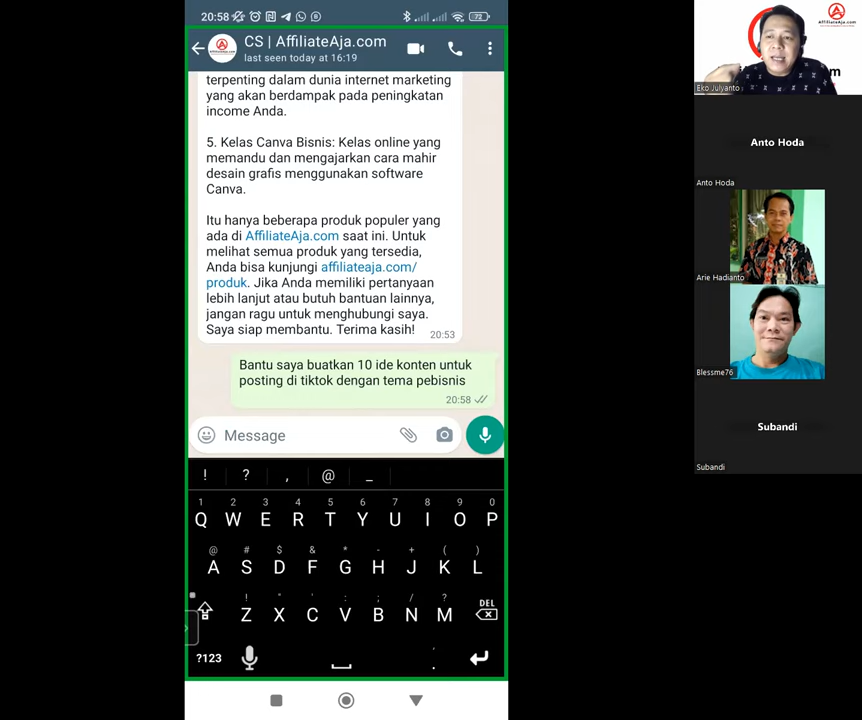 20:58
72
CS | AffiliateAja.com
last seen today at 16:19
terpenting dalam dunia internet marketing
yang akan berdampak pada peningkatan
income Anda.
5. Kelas Canva Bisnis: Kelas online yang
memandu dan mengajarkan cara mahir
desain grafis menggunakan software
Canva.
Itu hanya beberapa produk populer yang
ada di AffiliateAja.com saat ini. Untuk
melihat semua produk yang tersedia,
Anda bisa kunjungi affiliateaja.com/
produk. Jika Anda memiliki pertanyaan
lebih lanjut atau butuh bantuan lainnya,
jangan ragu untuk menghubungi saya.
Saya siap membantu. Terima kasih!
20:53
Bantu saya buatkan 10 ide konten untuk
posting di tiktok dengan tema pebisnis
20:58
Message
! ? , @ _
1 2 3 4 5 6 7 8 9 0
Q W E R T Y U I O P
@ # $ & * - + ( )
A S D F G H J K L
! " ' : ; / ?
Z X C V B N M
DEL
?123
AffiliateAja.com
Eko Julyanto
Anto Hoda
Anto Hoda
Arie Hadianto
Blessme76
Subandi
Subandi